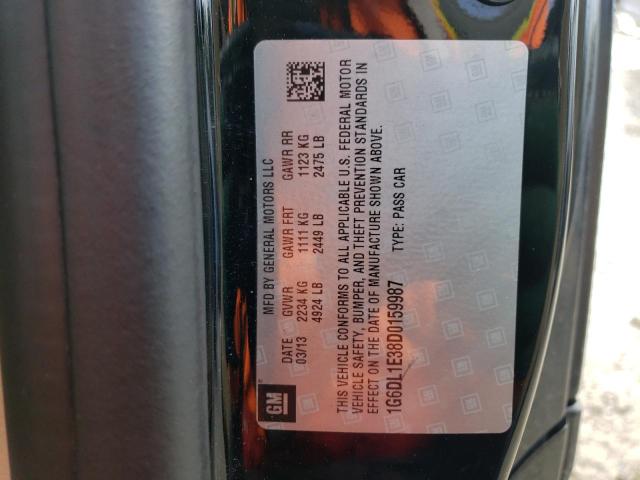 MFD BY GENERAL MOTORS LLC
DATE GVWR GAWR FRT GAWR RR
03/13 2234 KG 1111 KG 1123 KG
4924 LB 2449 LB 2475 LB
THIS VEHICLE CONFORMS TO ALL APPLICABLE U.S. FEDERAL MOTOR
VEHICLE SAFETY, BUMPER, AND THEFT PREVENTION STANDARDS IN
EFFECT ON THE DATE OF MANUFACTURE SHOWN ABOVE.
1G6DL1E38D0159987 TYPE: PASS CAR
GM